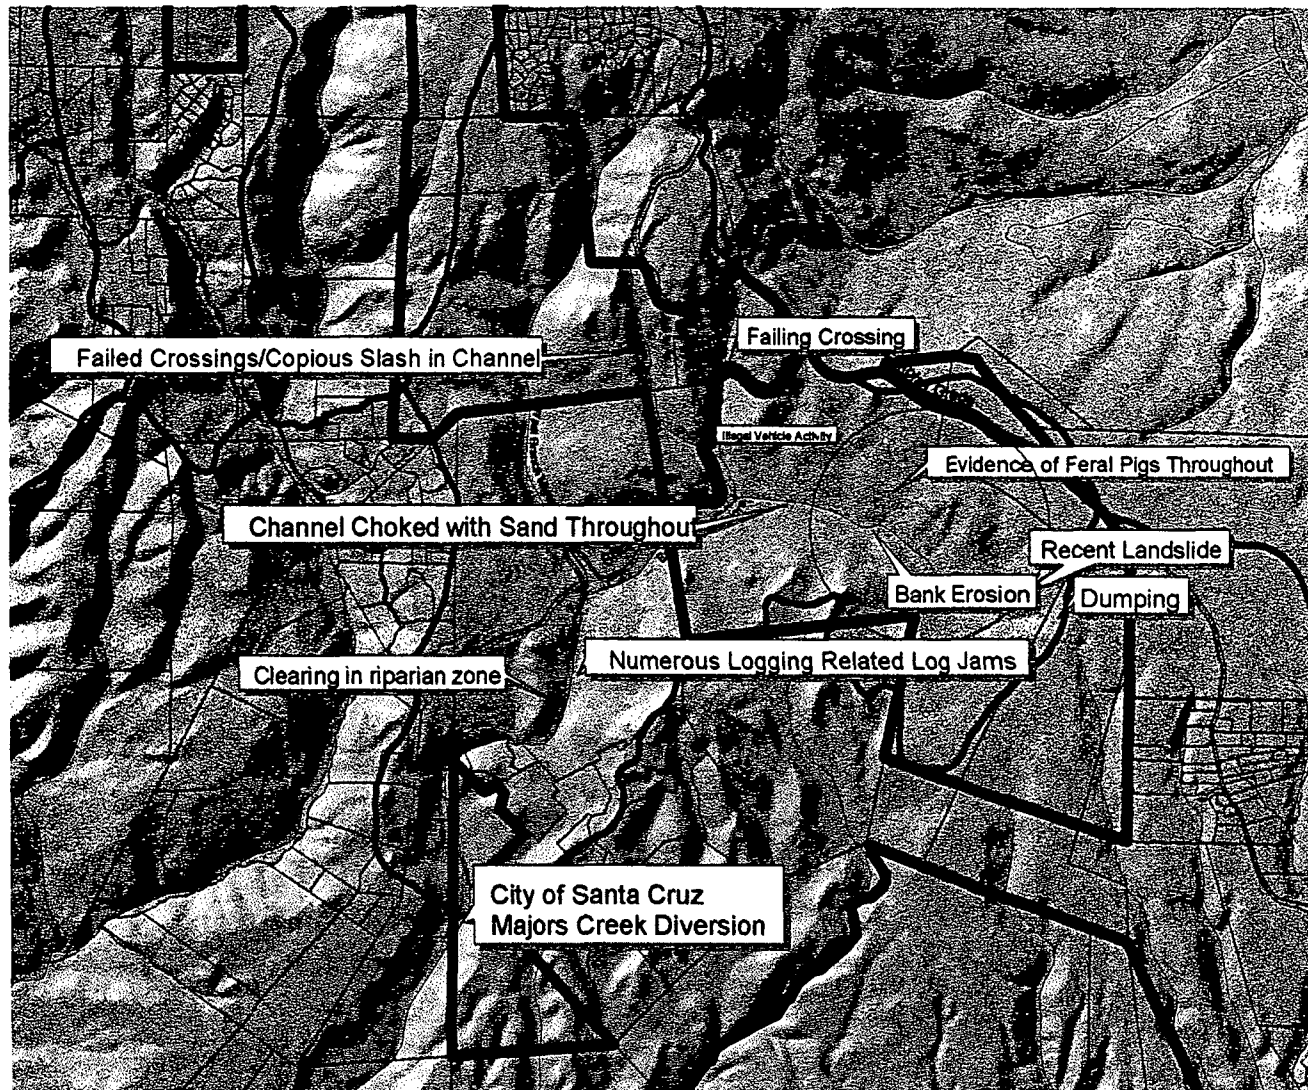 Failing Crossing
Failed Crossings/Copious Slash in Channel
Illegal Vehicle Activity
Evidence of Feral Pigs Throughout
Channel Choked with Sand Throughout
Recent Landslide
Bank Erosion
Dumping
Numerous Logging Related Log Jams
Clearing in riparian zone
City of Santa Cruz
Majors Creek Diversion